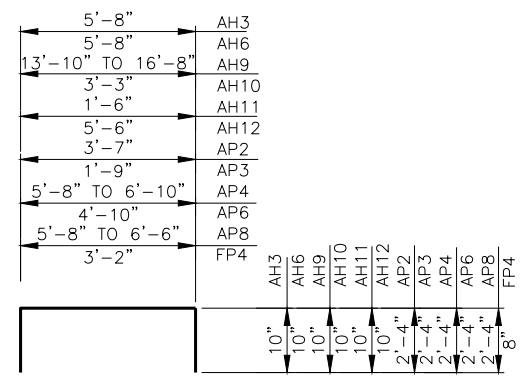 5'-8" AH3
5'-8" AH6
13'-10" TO 16'-8" AH9
3'-3" AH10
1'-6" AH11
5'-6" AH12
3'-7" AP2
1'-9" AP3
5'-8" TO 6'-10" AP4
4'-10" AP6
5'-8" TO 6'-6" AP8
3'-2" FP4
AH3 10"
AH6 10"
AH9 10"
AH10 10"
AH11 10"
AH12 10"
AP2 2'-4"
AP3 2'-4"
AP4 2'-4"
AP6 2'-4"
AP8 2'-4"
FP4 8"